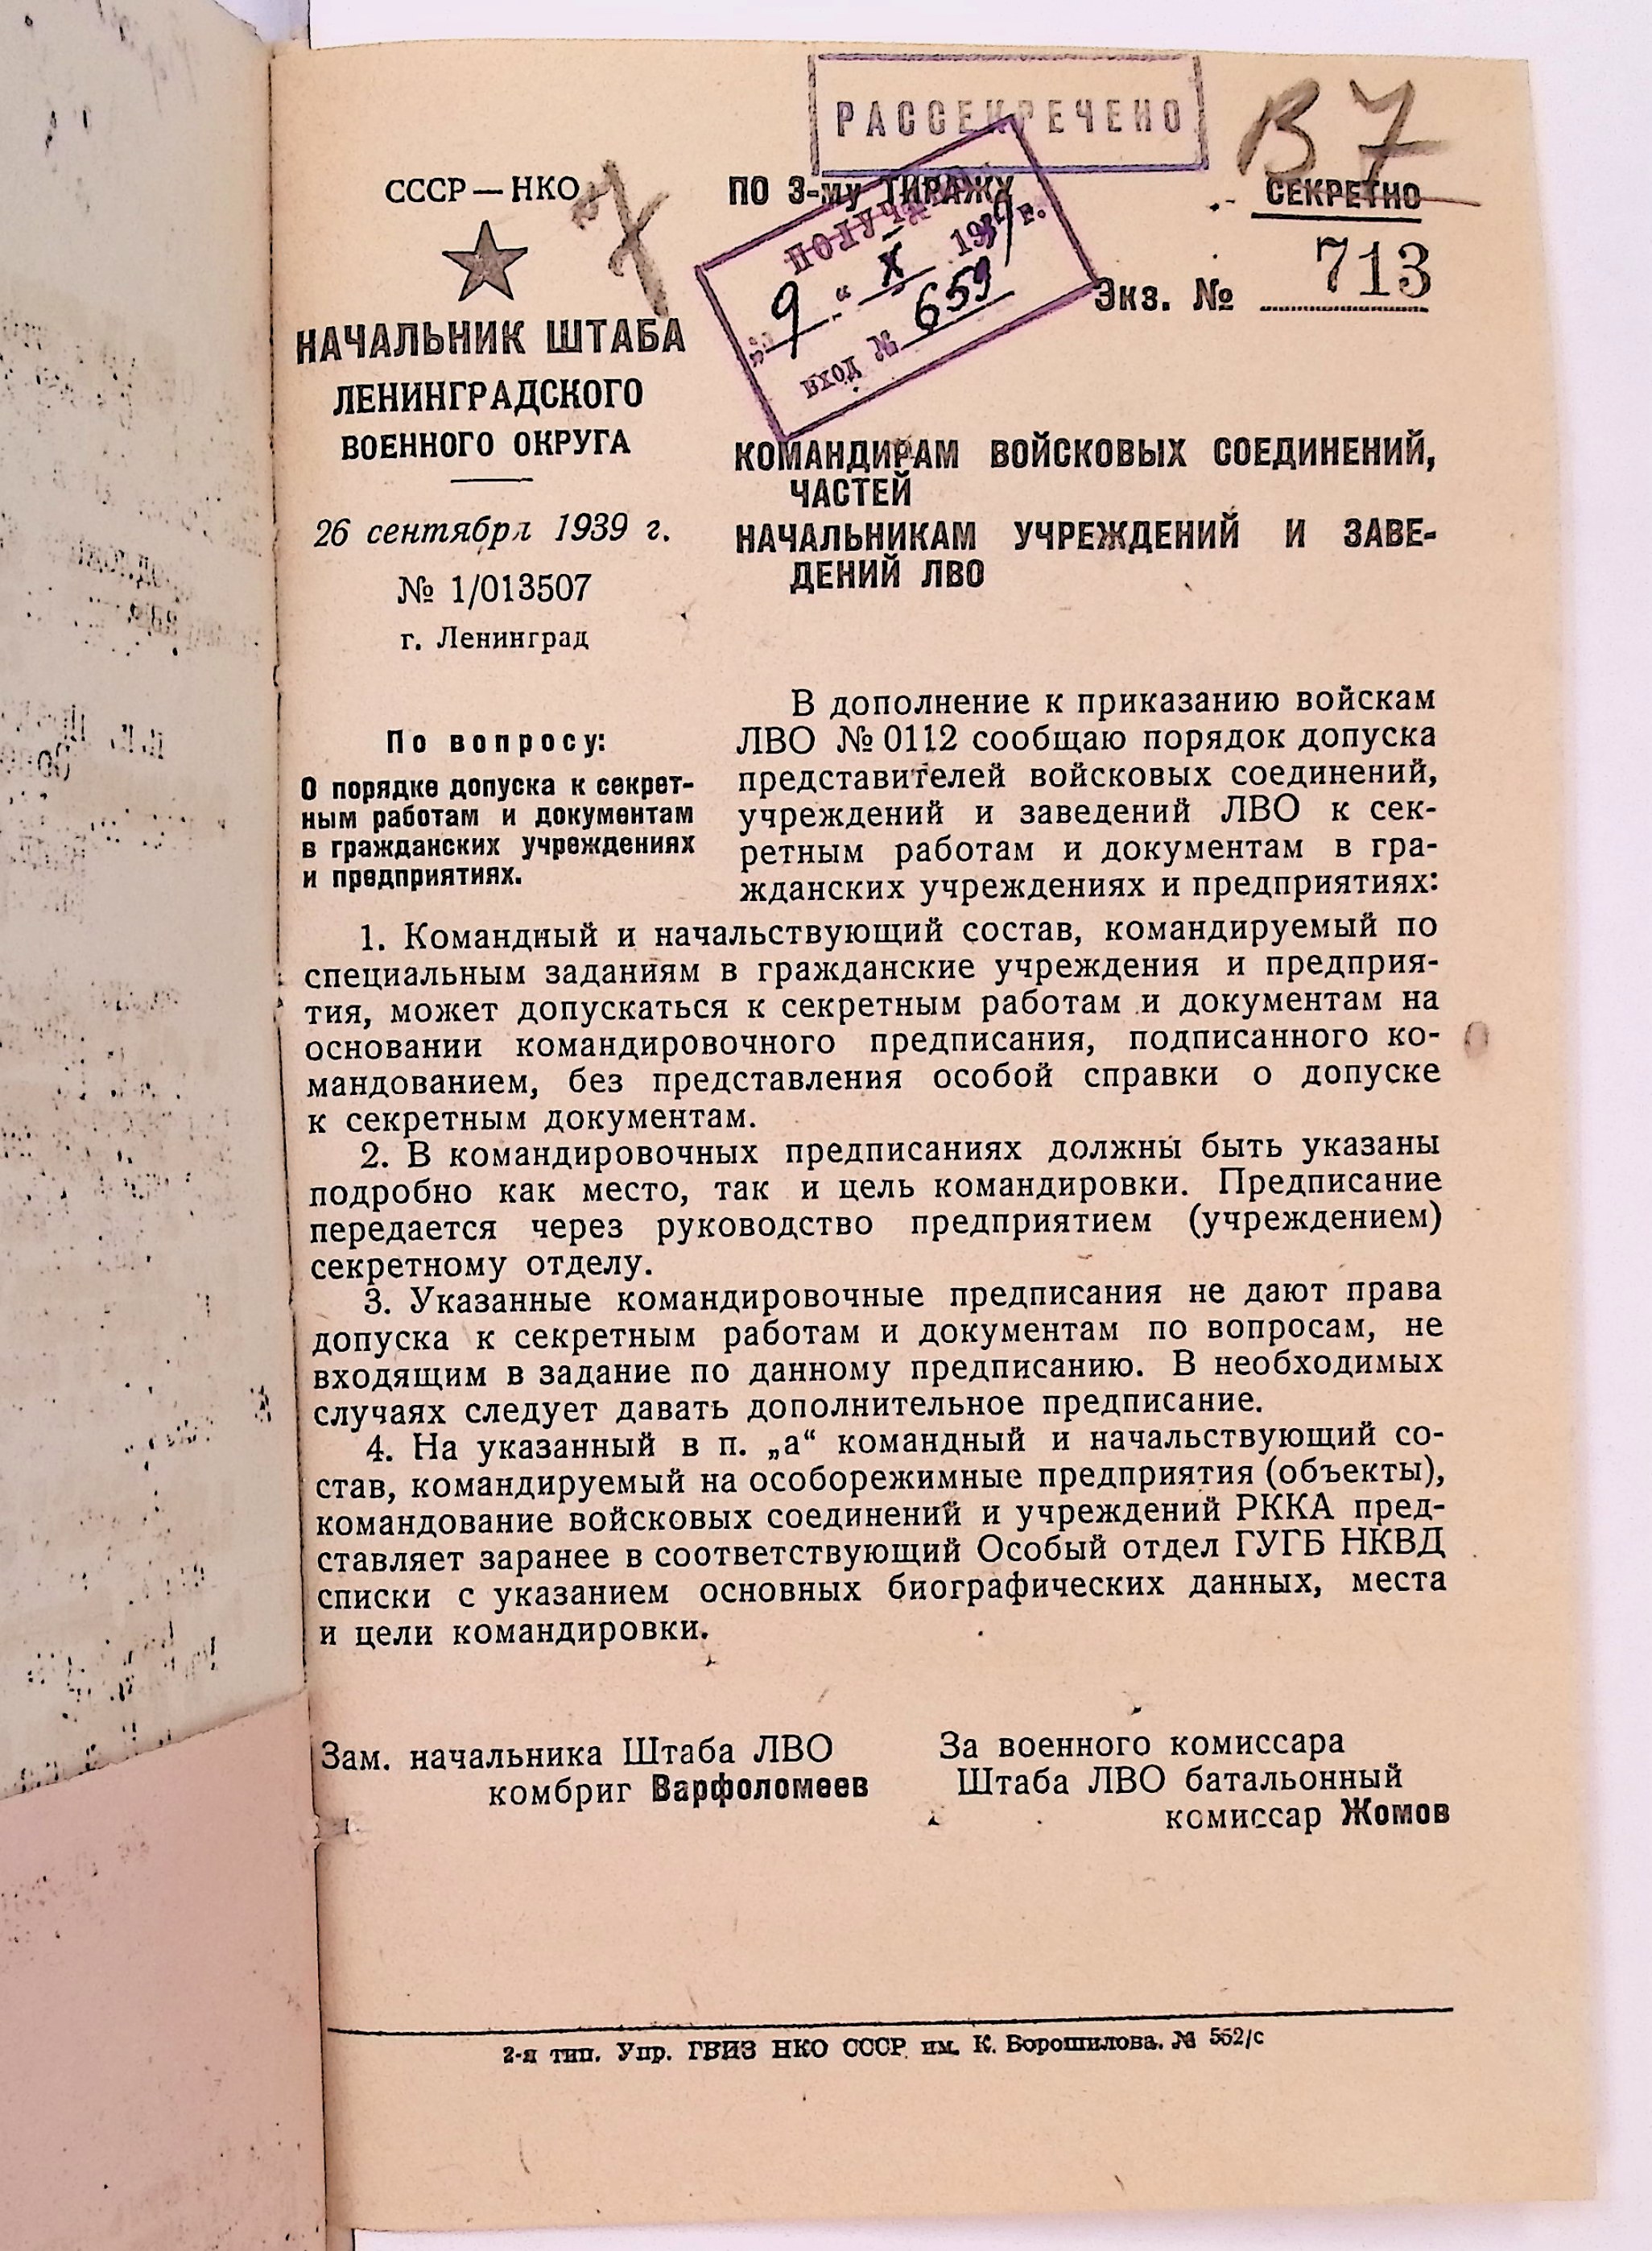 РАССЕКРЕЧЕНО
В 7
СССР — НКО
7
НАЧАЛЬНИК ШТАБА
ЛЕНИНГРАДСКОГО
ВОЕННОГО ОКРУГА
26 сентября 1939 г.
№ 1/013507
г. Ленинград
ПО 3-му ТИРАЖУ
СЕКРЕТНО
Экз. № 713
ПОЛУЧЕНО
„9“ X 1939 г.
ВХОД № 659
КОМАНДИРАМ ВОЙСКОВЫХ СОЕДИНЕНИЙ,
ЧАСТЕЙ
НАЧАЛЬНИКАМ УЧРЕЖДЕНИЙ И ЗАВЕ-
ДЕНИЙ ЛВО
По вопросу:
О порядке допуска к секрет-
ным работам и документам
в гражданских учреждениях
и предприятиях.
В дополнение к приказанию войскам
ЛВО № 0112 сообщаю порядок допуска
представителей войсковых соединений,
учреждений и заведений ЛВО к сек-
ретным работам и документам в гра-
жданских учреждениях и предприятиях:
1. Командный и начальствующий состав, командируемый по
специальным заданиям в гражданские учреждения и предприя-
тия, может допускаться к секретным работам и документам на
основании командировочного предписания, подписанного ко-
мандованием, без представления особой справки о допуске
к секретным документам.
2. В командировочных предписаниях должны быть указаны
подробно как место, так и цель командировки. Предписание
передается через руководство предприятием (учреждением)
секретному отделу.
3. Указанные командировочные предписания не дают права
допуска к секретным работам и документам по вопросам, не
входящим в задание по данному предписанию. В необходимых
случаях следует давать дополнительное предписание.
4. На указанный в п. „а“ командный и начальствующий со-
став, командируемый на особорежимные предприятия (объекты),
командование войсковых соединений и учреждений РККА пред-
ставляет заранее в соответствующий Особый отдел ГУГБ НКВД
списки с указанием основных биографических данных, места
и цели командировки.
Зам. начальника Штаба ЛВО
комбриг Варфоломеев
За военного комиссара
Штаба ЛВО батальонный
комиссар Жомов
2-я тип. Упр. ГВИЗ НКО СССР им. К. Ворошилова. № 552/с